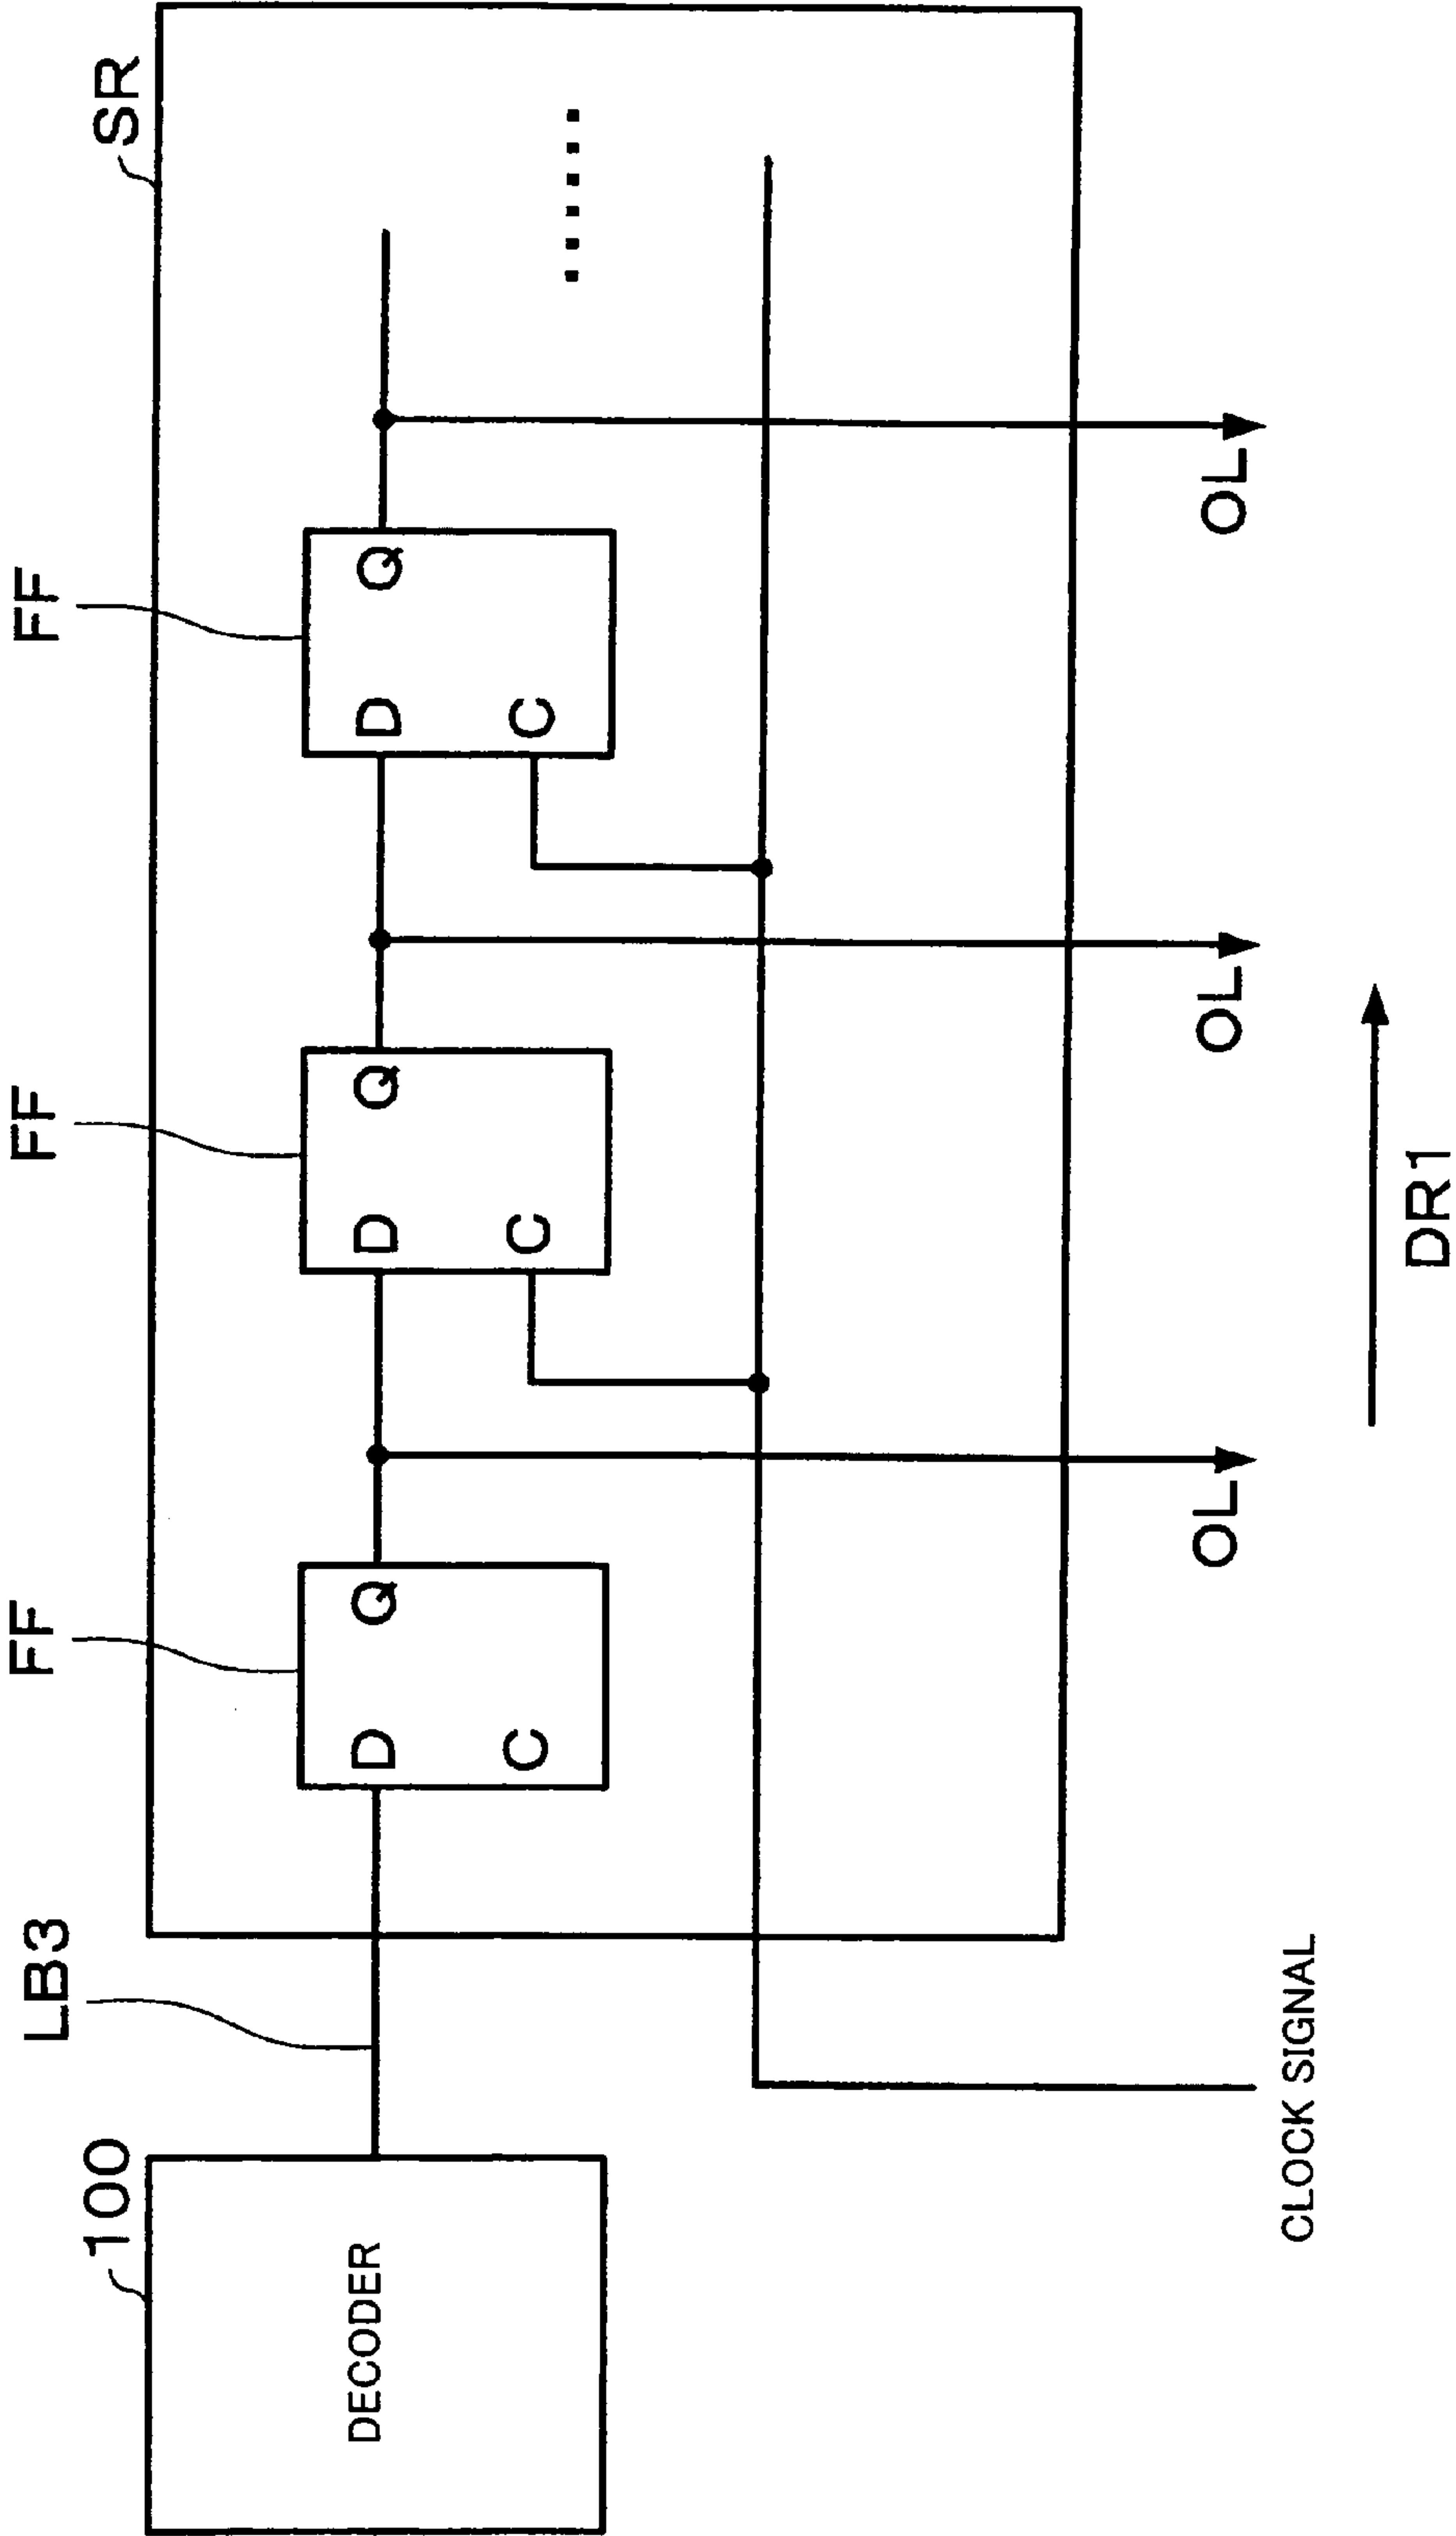 SR
FF
FF
FF
LB3
100
D
Q
C
D
Q
C
D
Q
C
DECODER
OL
OL
OL
CLOCK SIGNAL
DR1